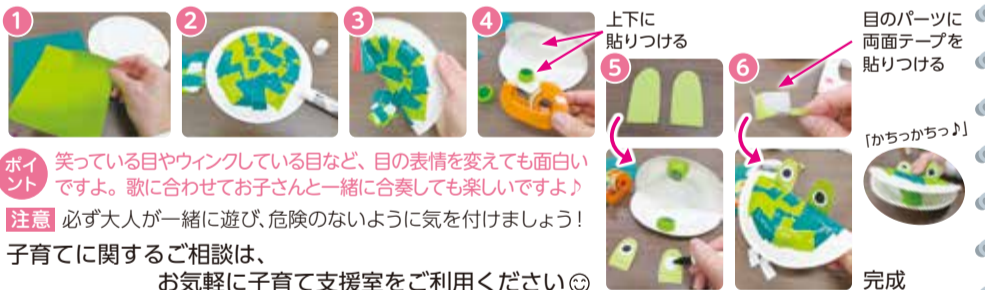 1
2
3
4
上下に
貼りつける
5
6
目のパーツに
両面テープを
貼りつける
「かちっかちっ♪」
完成
ポイント
笑っている目やウィンクしている目など、目の表情を変えても面白い
ですよ。歌に合わせてお子さんと一緒に合奏しても楽しいですよ♪
注意 必ず大人が一緒に遊び、危険のないように気を付けましょう！
子育てに関するご相談は、
お気軽に子育て支援室をご利用ください☺